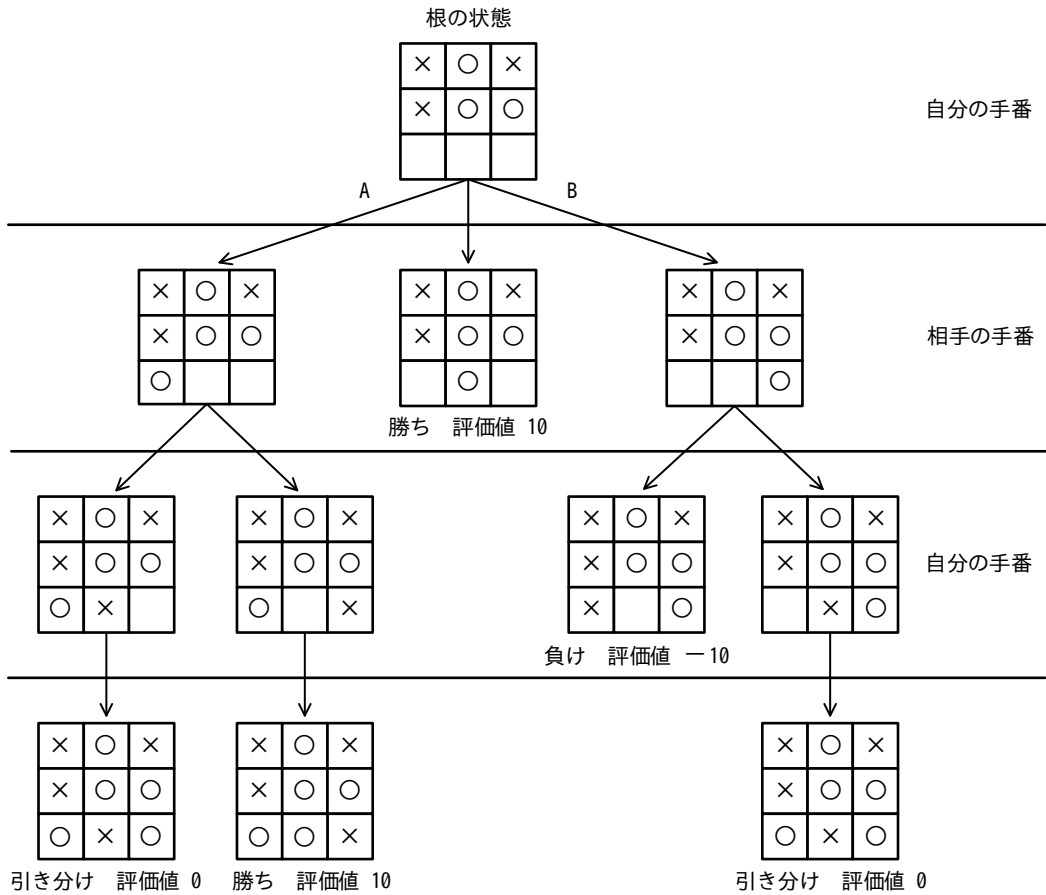 根の状態
× ○ ×
× ○ ○
自分の手番
A
B
× ○ ×
× ○ ○
○
× ○ ×
× ○ ○
○
× ○ ×
× ○ ○
○
相手の手番
勝ち 評価値 10
× ○ ×
× ○ ○
○ ×
× ○ ×
× ○ ○
○ ×
× ○ ×
× ○ ○
× ○
× ○ ×
× ○ ○
× ○
自分の手番
負け 評価値 －10
× ○ ×
× ○ ○
○ × ○
× ○ ×
× ○ ○
○ ○ ×
× ○ ×
× ○ ○
○ × ○
引き分け 評価値 0
勝ち 評価値 10
引き分け 評価値 0